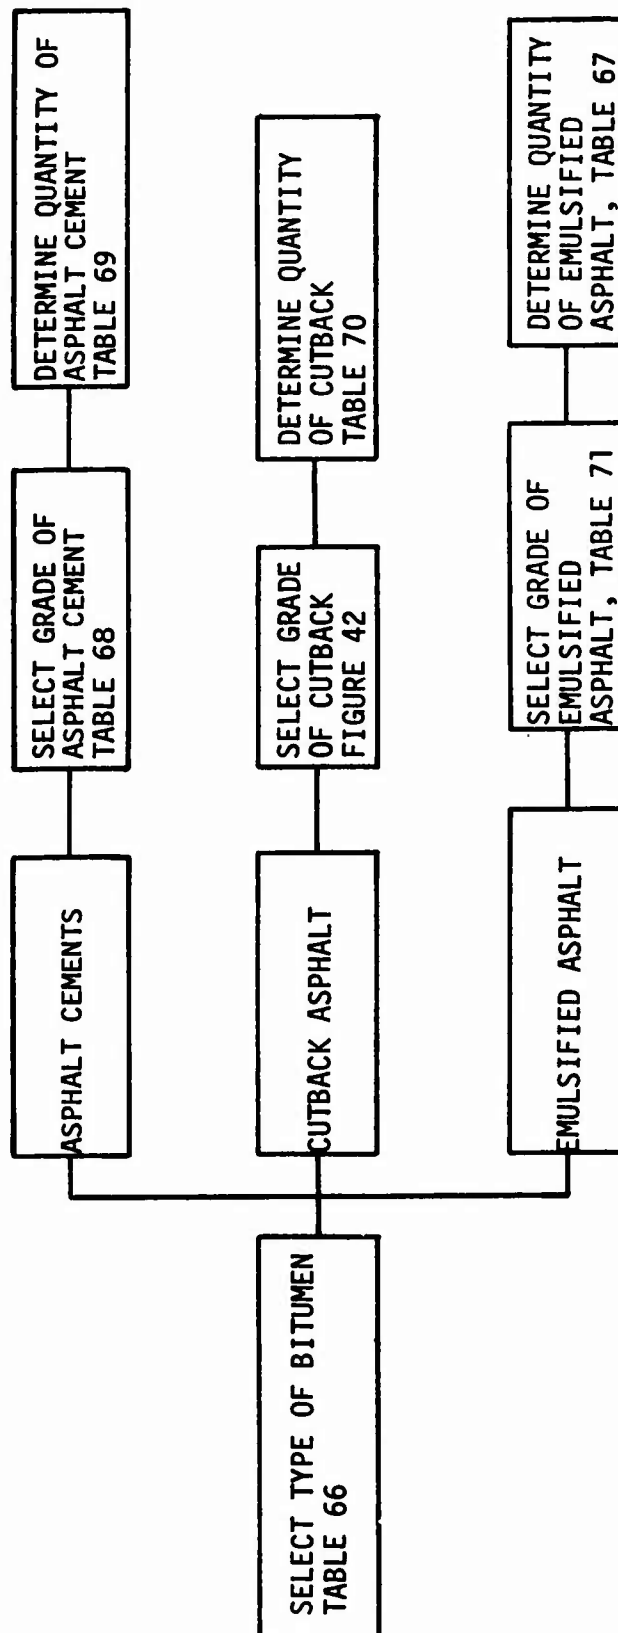 SELECT TYPE OF BITUMEN
TABLE 66
ASPHALT CEMENTS
SELECT GRADE OF
ASPHALT CEMENT
TABLE 68
DETERMINE QUANTITY OF
ASPHALT CEMENT
TABLE 69
CUTBACK ASPHALT
SELECT GRADE
OF CUTBACK
FIGURE 42
DETERMINE QUANTITY
OF CUTBACK
TABLE 70
EMULSIFIED ASPHALT
SELECT GRADE OF
EMULSIFIED
ASPHALT, TABLE 71
DETERMINE QUANTITY
OF EMULSIFIED
ASPHALT, TABLE 67